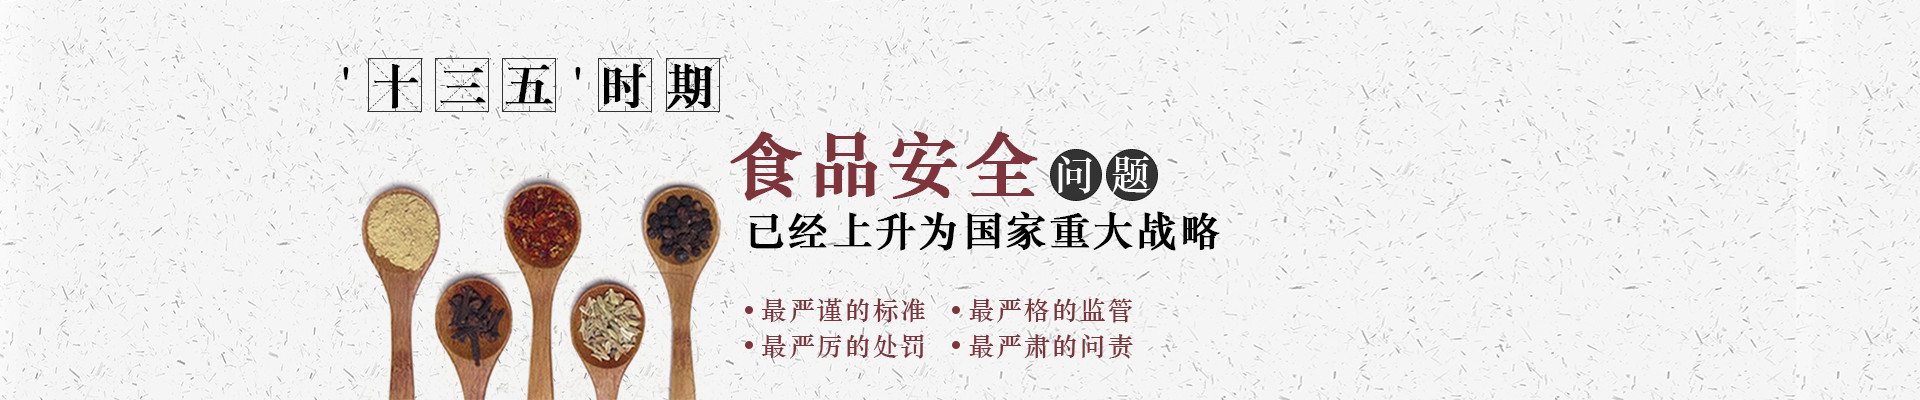 '十三五'时期
食品安全问题
已经上升为国家重大战略
•最严谨的标准 •最严格的监管
•最严厉的处罚 •最严肃的问责